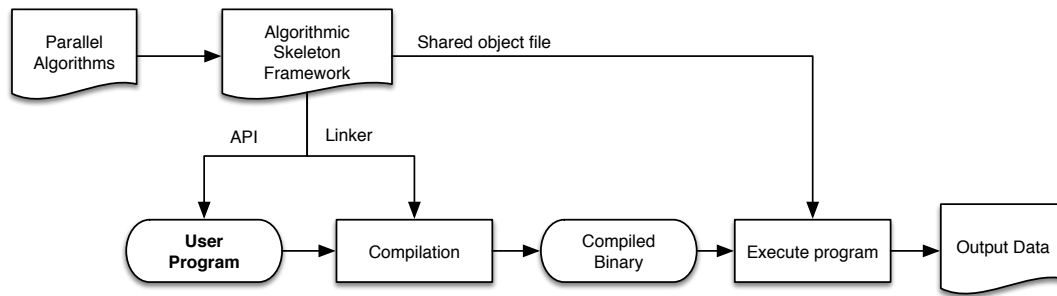 Parallel
Algorithms
Algorithmic
Skeleton
Framework
Shared object file
API
Linker
User
Program
Compilation
Compiled
Binary
Execute program
Output Data